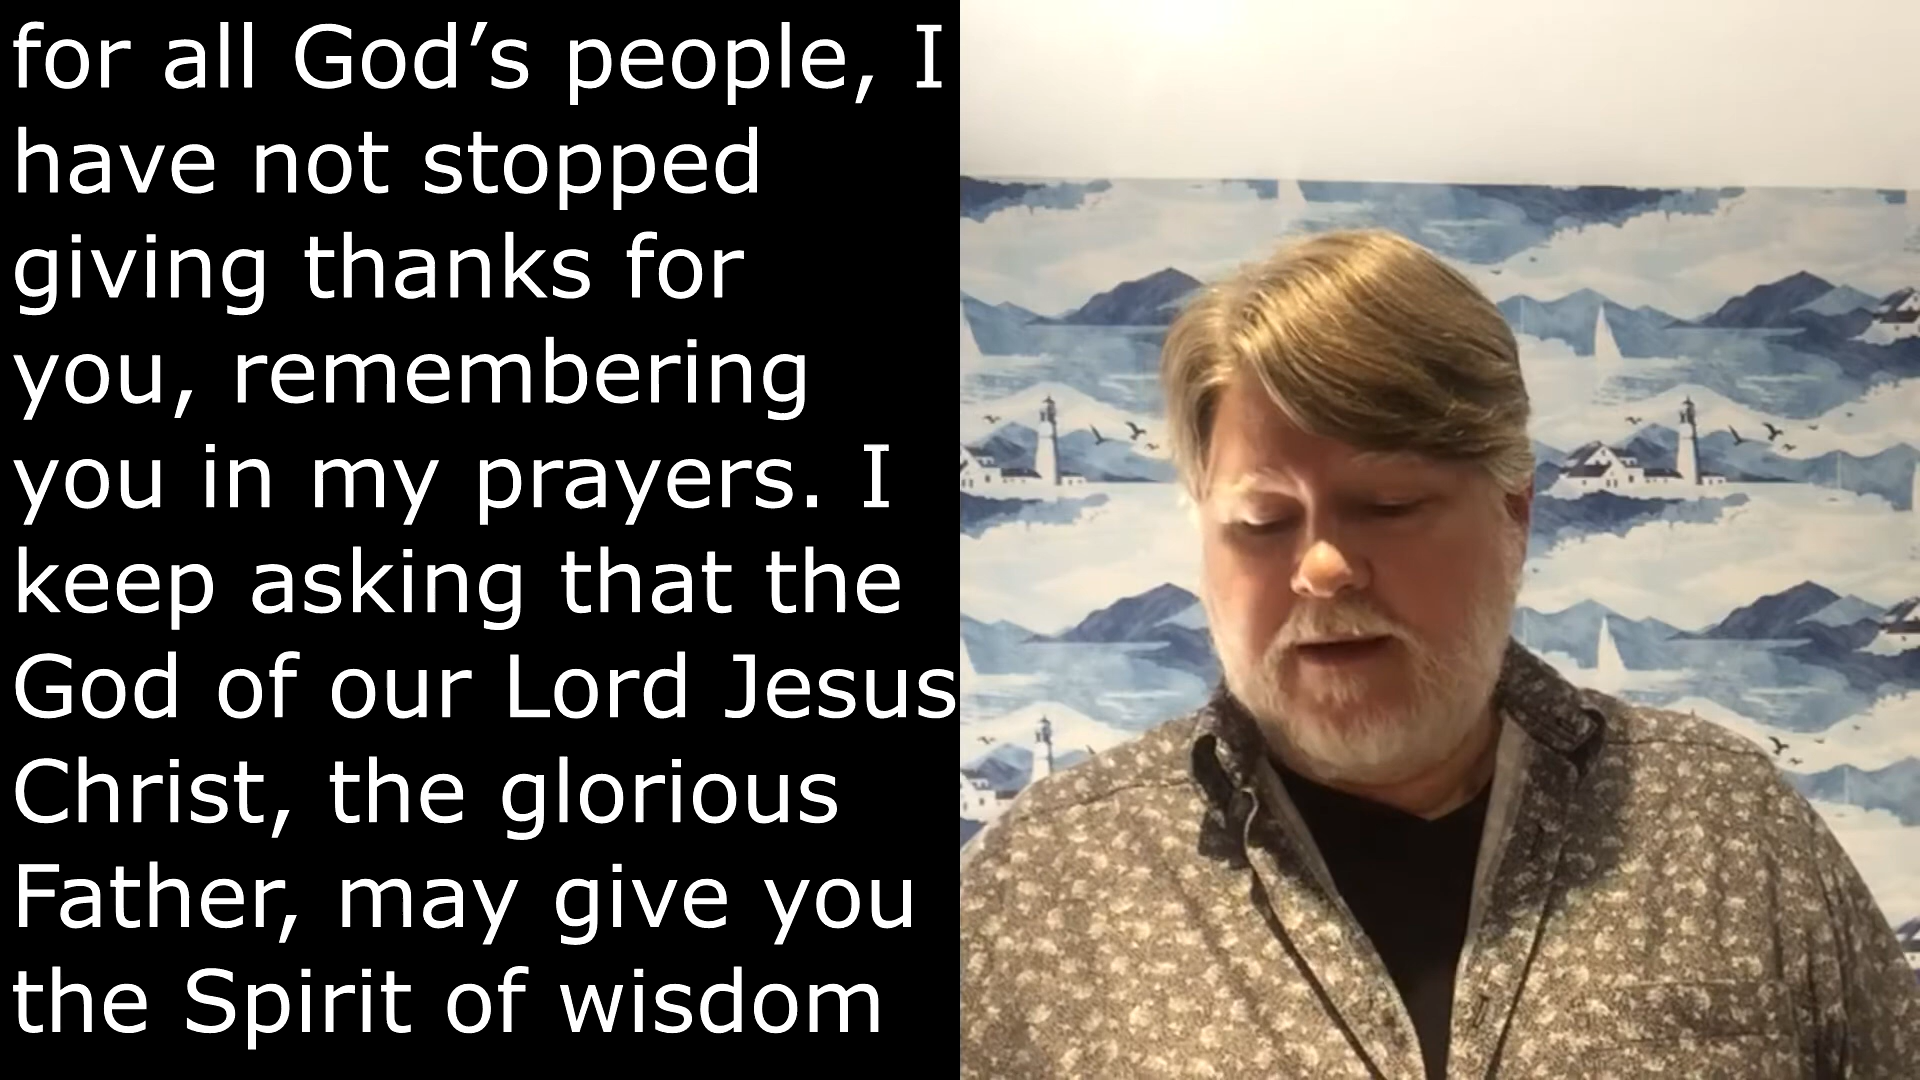 for all God’s people, I
have not stopped
giving thanks for
you, remembering
you in my prayers. I
keep asking that the
God of our Lord Jesus
Christ, the glorious
Father, may give you
the Spirit of wisdom